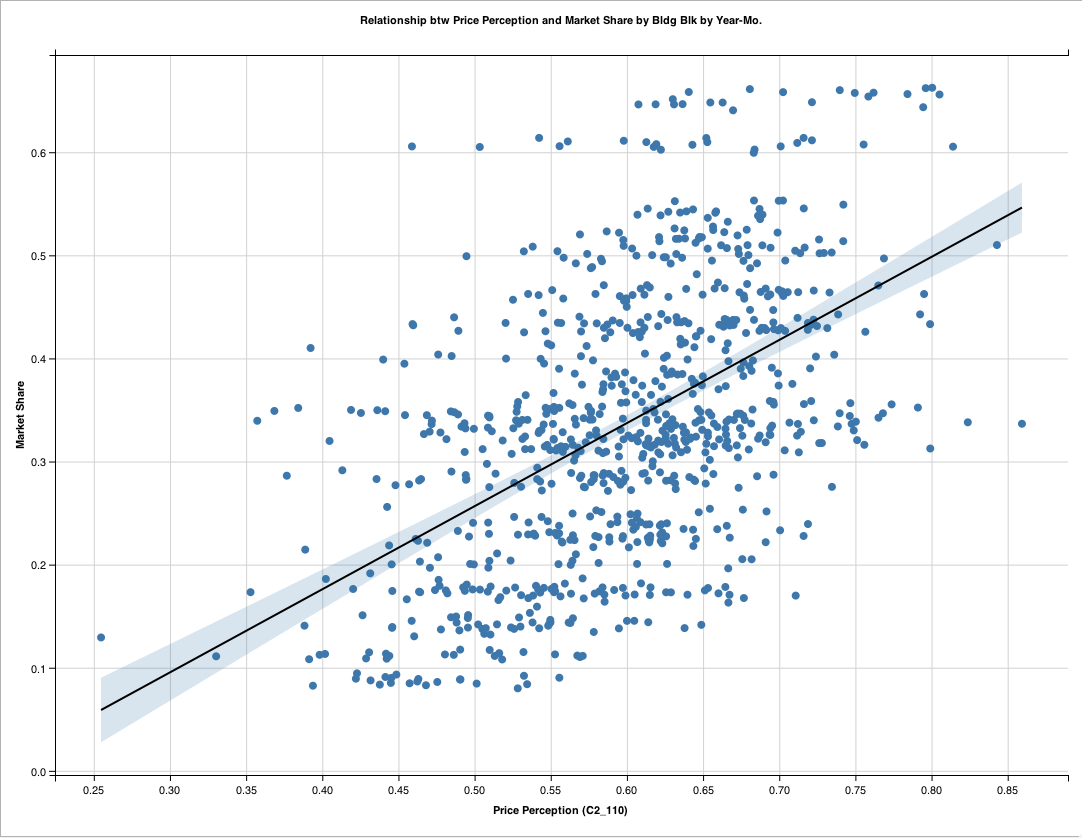 Relationship btw Price Perception and Market Share by Bldg Blk by Year-Mo.
Market Share
0.6
0.5
0.4
0.3
0.2
0.1
0.0
0.25 0.30 0.35 0.40 0.45 0.50 0.55 0.60 0.65 0.70 0.75 0.80 0.85
Price Perception (C2_110)